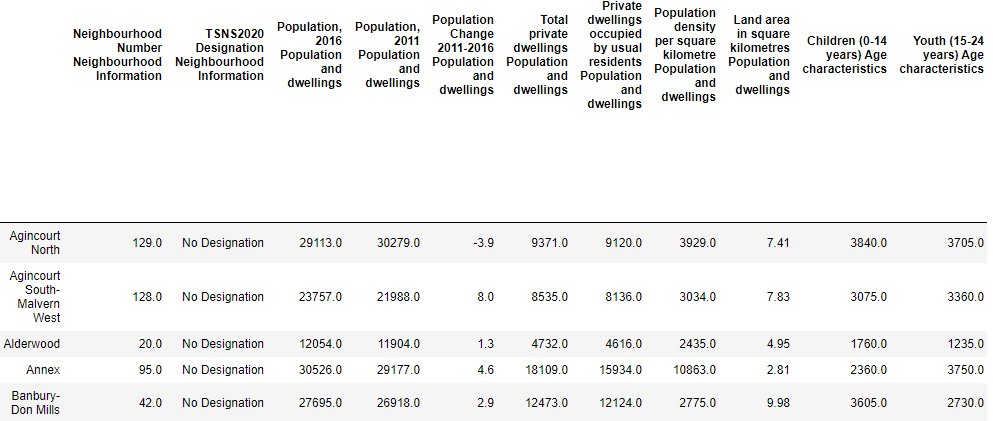 Neighbourhood Number Neighbourhood Information | TSNS2020 Designation Neighbourhood Information | Population, 2016 Population and dwellings | Population, 2011 Population and dwellings | Population Change 2011-2016 Population and dwellings | Total private dwellings Population and dwellings | Private dwellings occupied by usual residents Population and dwellings | Population density per square kilometre Population and dwellings | Land area in square kilometres Population and dwellings | Children (0-14 years) Age characteristics | Youth (15-24 years) Age characteristics
Agincourt North | 129.0 | No Designation | 29113.0 | 30279.0 | -3.9 | 9371.0 | 9120.0 | 3929.0 | 7.41 | 3840.0 | 3705.0
Agincourt South-Malvern West | 128.0 | No Designation | 23757.0 | 21988.0 | 8.0 | 8535.0 | 8136.0 | 3034.0 | 7.83 | 3075.0 | 3360.0
Alderwood | 20.0 | No Designation | 12054.0 | 11904.0 | 1.3 | 4732.0 | 4616.0 | 2435.0 | 4.95 | 1760.0 | 1235.0
Annex | 95.0 | No Designation | 30526.0 | 29177.0 | 4.6 | 18109.0 | 15934.0 | 10863.0 | 2.81 | 2360.0 | 3750.0
Banbury-Don Mills | 42.0 | No Designation | 27695.0 | 26918.0 | 2.9 | 12473.0 | 12124.0 | 2775.0 | 9.98 | 3605.0 | 2730.0